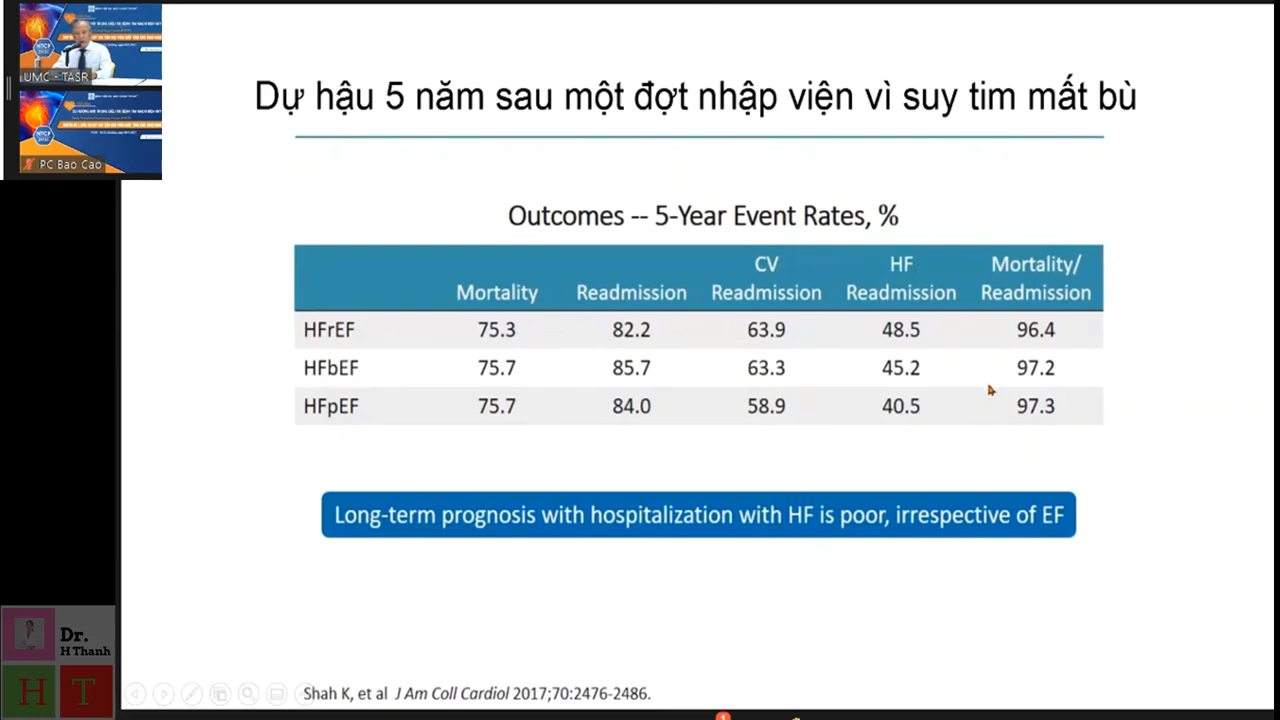 UMC - TASR
PC Bao Cao
Dự hậu 5 năm sau một đợt nhập viện vì suy tim mất bù
Outcomes -- 5-Year Event Rates, %
Mortality Readmission CV Readmission HF Readmission Mortality/ Readmission
HFrEF 75.3 82.2 63.9 48.5 96.4
HFbEF 75.7 85.7 63.3 45.2 97.2
HFpEF 75.7 84.0 58.9 40.5 97.3
Long-term prognosis with hospitalization with HF is poor, irrespective of EF
Dr.
H Thanh
H T
Shah K, et al J Am Coll Cardiol 2017;70:2476-2486.